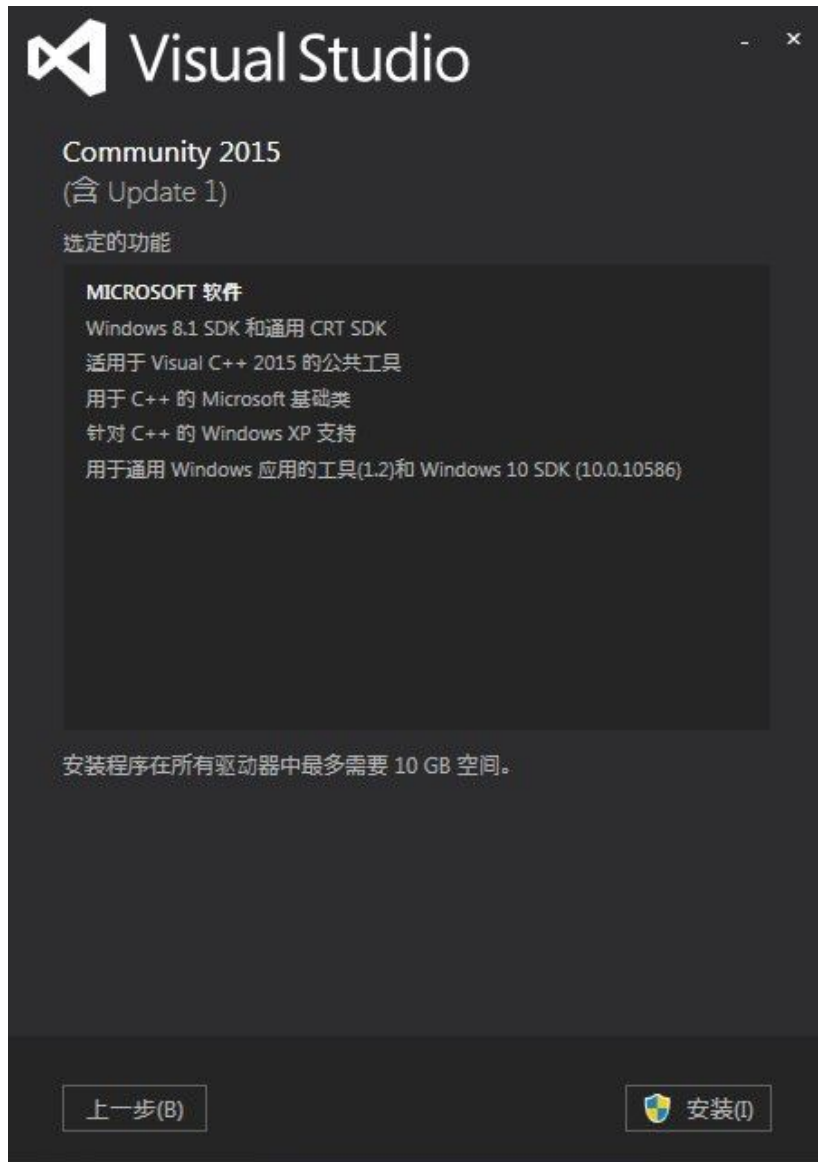 Visual Studio
Community 2015
(含 Update 1)
选定的功能
MICROSOFT 软件
Windows 8.1 SDK 和通用 CRT SDK
适用于 Visual C++ 2015 的公共工具
用于 C++ 的 Microsoft 基础类
针对 C++ 的 Windows XP 支持
用于通用 Windows 应用的工具(1.2)和 Windows 10 SDK (10.0.10586)
安装程序在所有驱动器中最多需要 10 GB 空间。
上一步(B)
安装(I)